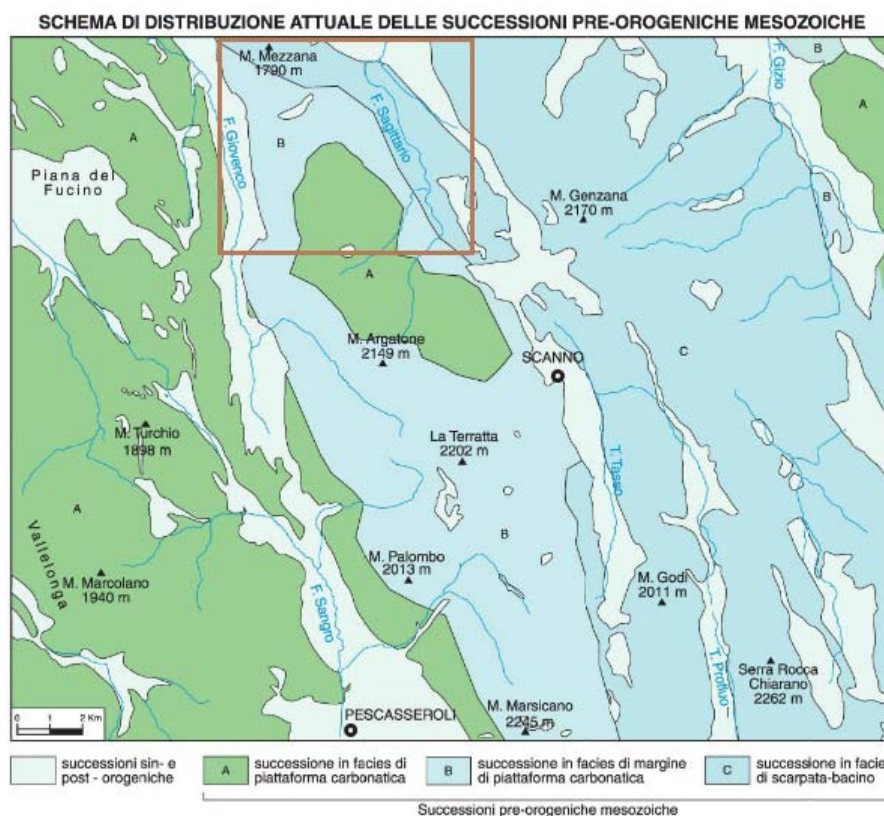 SCHEMA DI DISTRIBUZIONE ATTUALE DELLE SUCCESSIONI PRE-OROGENICHE MESOZOICHE
M. Mezzana
1790 m
B
F. Gizio
A
A
F. Giovenco
B
F. Sagittario
Piana del
Fucino
M. Genzana
2170 m
B
A
M. Argatone
2149 m
SCANNO
C
M. Turchio
1898 m
La Terratta
2202 m
T. Tasso
A
B
Vallelonga
M. Marcolano
1940 m
M. Palombo
2013 m
F. Sangro
M. Godi
2011 m
T. Profluo
Serra Rocca
Chiarano
2262 m
0 1 2 Km
PESCASSEROLI
M. Marsicano
2245 m
successioni sin- e
post - orogeniche
A
successione in facies di
piattaforma carbonatica
B
successione in facies di margine
di piattaforma carbonatica
C
successione in facie
di scarpata-bacino
Successioni pre-orogeniche mesozoiche